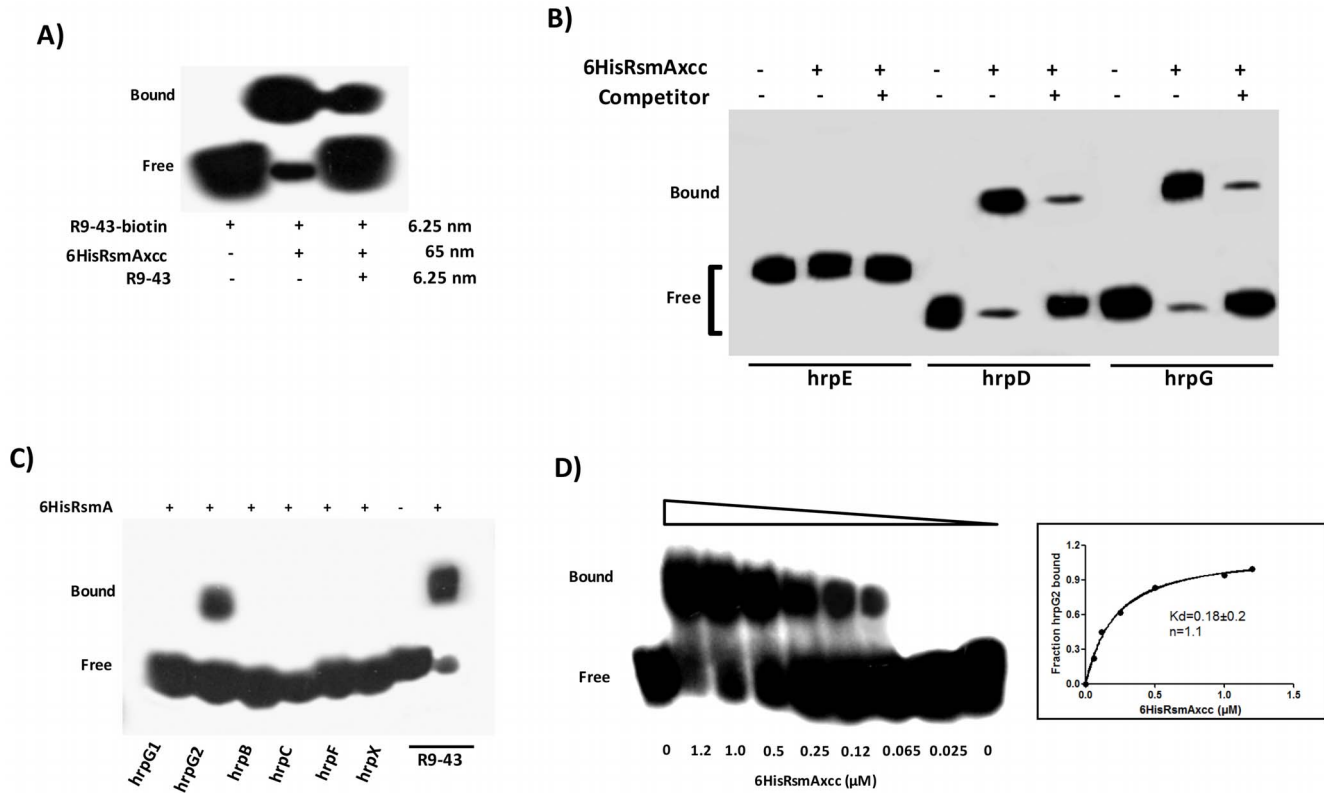 A)
Bound
Free
R9-43-biotin + + + 6.25 nm
6HisRsmAxcc - + + 65 nm
R9-43 - - + 6.25 nm
B)
6HisRsmAxcc - + + - + + - + +
Competitor - - + - - + - - +
Bound
Free
hrpE hrpD hrpG
C)
6HisRsmA + + + + + + - +
Bound
Free
hrpG1 hrpG2 hrpB hrpC hrpF hrpX R9-43
D)
Bound
Free
0 1.2 1.0 0.5 0.25 0.12 0.065 0.025 0
6HisRsmAxcc (µM)
Fraction hrpG2 bound
1.2
0.9
0.6
0.3
0.0
Kd=0.18±0.2
n=1.1
0.0 0.5 1.0 1.5
6HisRsmAxcc (µM)